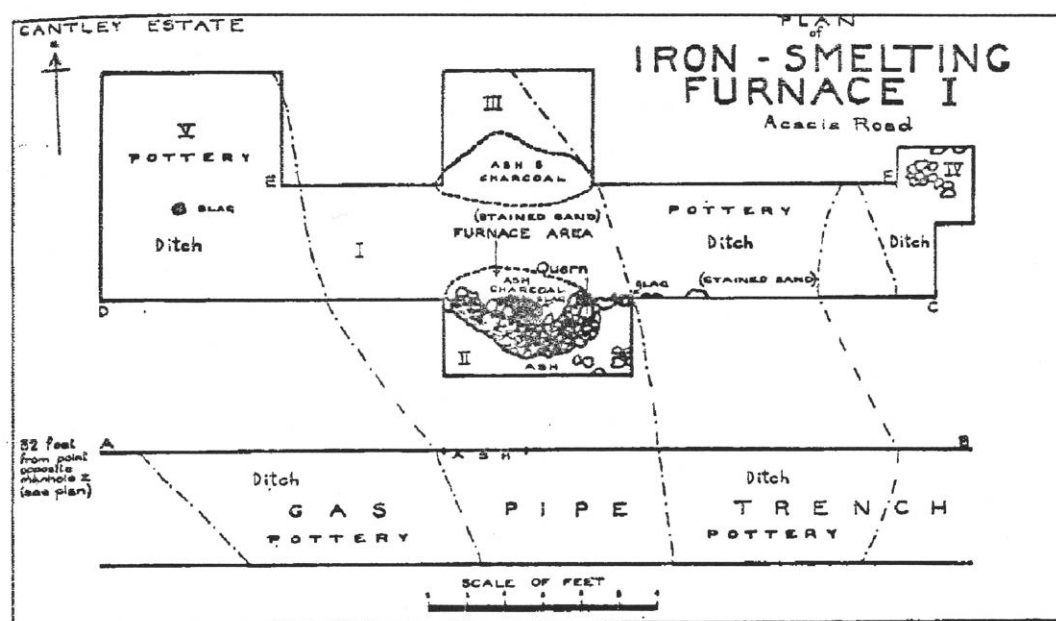 CANTLEY ESTATE
PLAN
of
IRON - SMELTING
FURNACE I
Acacia Road
V
POTTERY
SLAG
Ditch
E
III
ASH &
CHARCOAL
(STAINED SAND)
FURNACE AREA
I
POTTERY
Ditch
F
IV
Ditch
Quern
ASH
CHARCOAL
SLAG
SLAG
(STAINED SAND)
D
C
II
ASH
32 feet
from point
opposite
manhole 2
(see plan)
A
ASH
B
Ditch
Ditch
GAS PIPE TRENCH
POTTERY
POTTERY
SCALE OF FEET